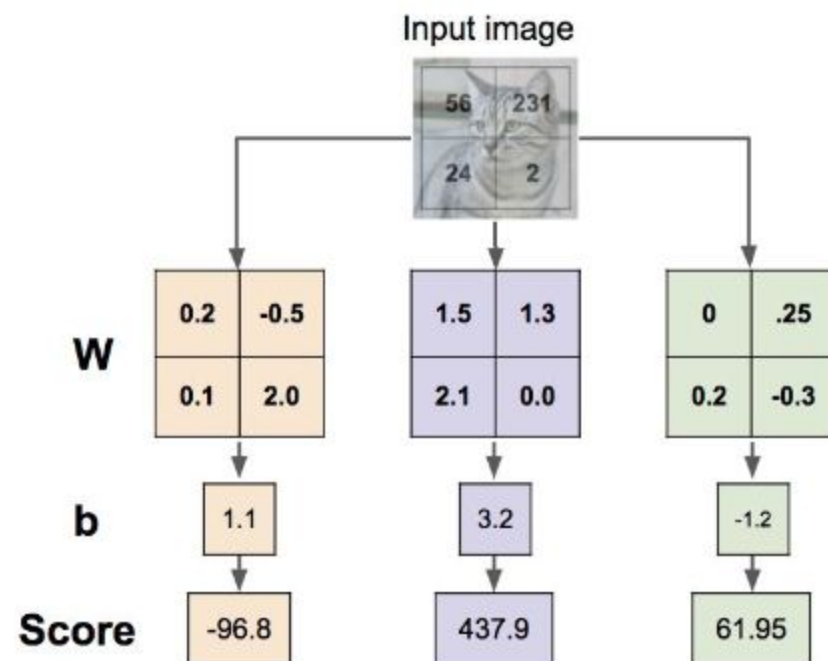 Input image
56 231
24 2
W
0.2 -0.5 1.5 1.3 0 .25
0.1 2.0 2.1 0.0 0.2 -0.3
b 1.1 3.2 -1.2
Score -96.8 437.9 61.95